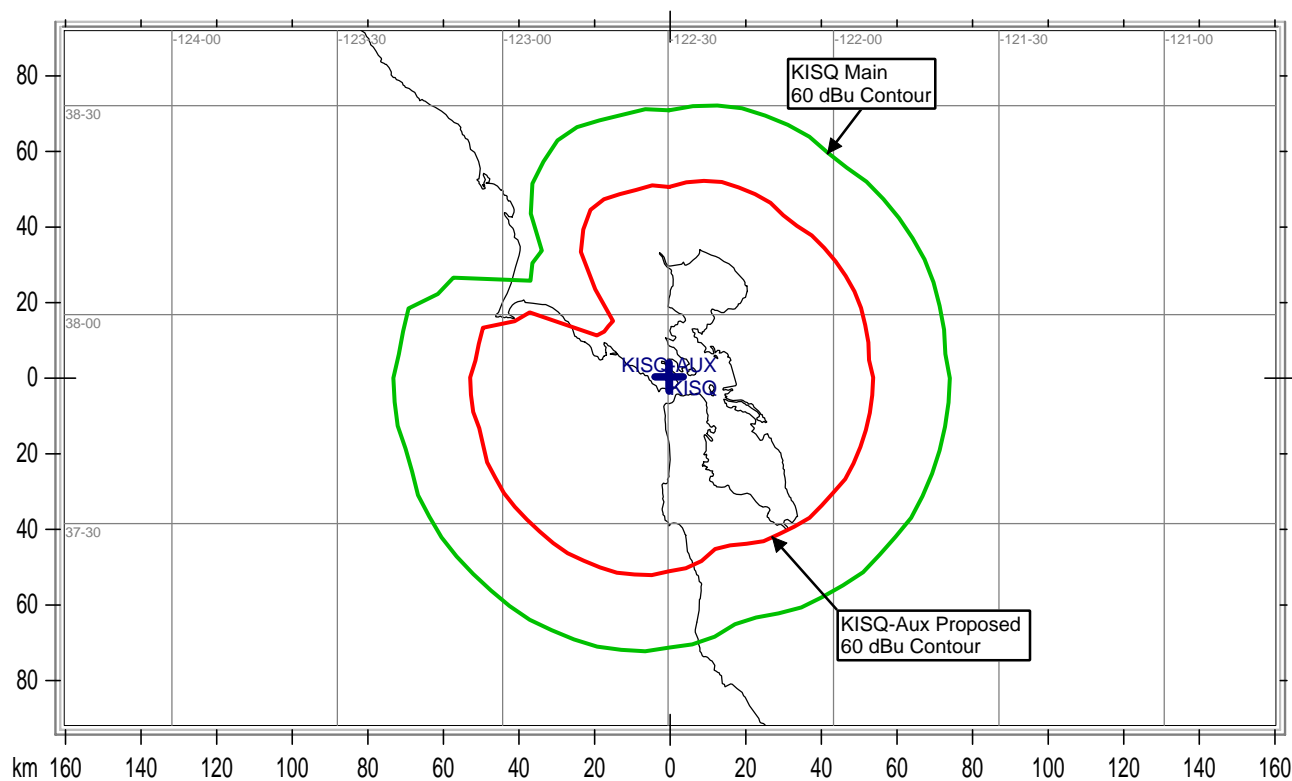 -124-00
-123-30
-123-00
-122-30
-122-00
-121-30
-121-00
KISQ Main
60 dBu Contour
80
38-30
60
40
20
38-00
0
KISQ-AUX
KISQ
20
40
37-30
60
KISQ-Aux Proposed
60 dBu Contour
80
km 160 140 120 100 80 60 40 20 0 20 40 60 80 100 120 140 160